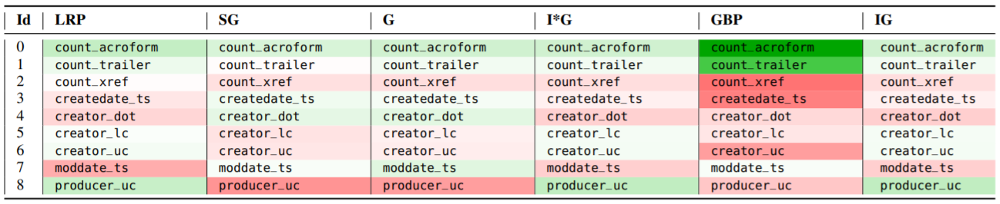 Id LRP SG G I*G GBP IG
0 count_acroform count_acroform count_acroform count_acroform count_acroform count_acroform
1 count_trailer count_trailer count_trailer count_trailer count_trailer count_trailer
2 count_xref count_xref count_xref count_xref count_xref count_xref
3 createdate_ts createdate_ts createdate_ts createdate_ts createdate_ts createdate_ts
4 creator_dot creator_dot creator_dot creator_dot creator_dot creator_dot
5 creator_lc creator_lc creator_lc creator_lc creator_lc creator_lc
6 creator_uc creator_uc creator_uc creator_uc creator_uc creator_uc
7 moddate_ts moddate_ts moddate_ts moddate_ts moddate_ts moddate_ts
8 producer_uc producer_uc producer_uc producer_uc producer_uc producer_uc